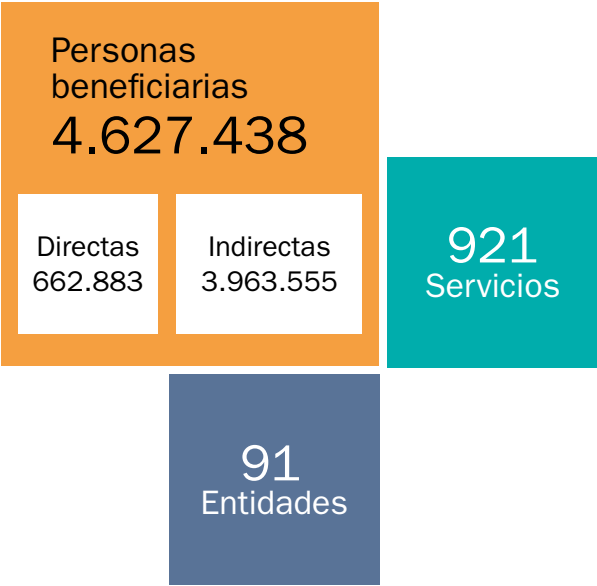 Personas
beneficiarias
4.627.438
Directas
662.883
Indirectas
3.963.555
921
Servicios
91
Entidades